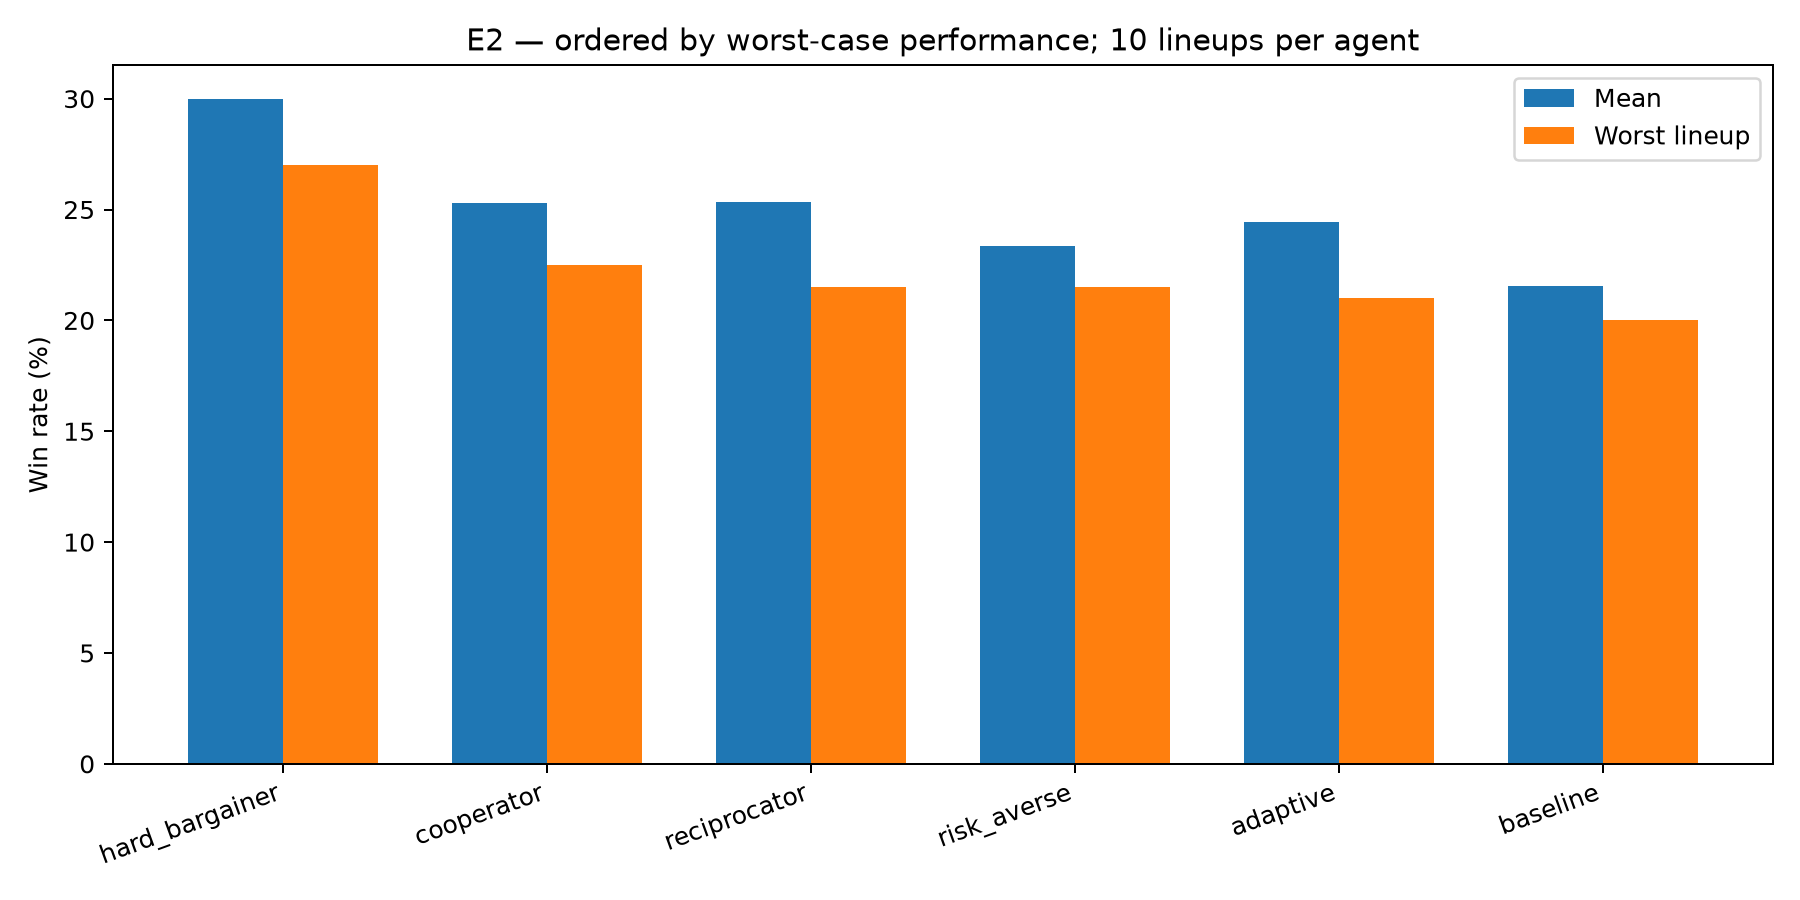 E2 — ordered by worst-case performance; 10 lineups per agent
Mean
Worst lineup
Win rate (%)
30
25
20
15
10
5
0
hard_bargainer
cooperator
reciprocator
risk_averse
adaptive
baseline